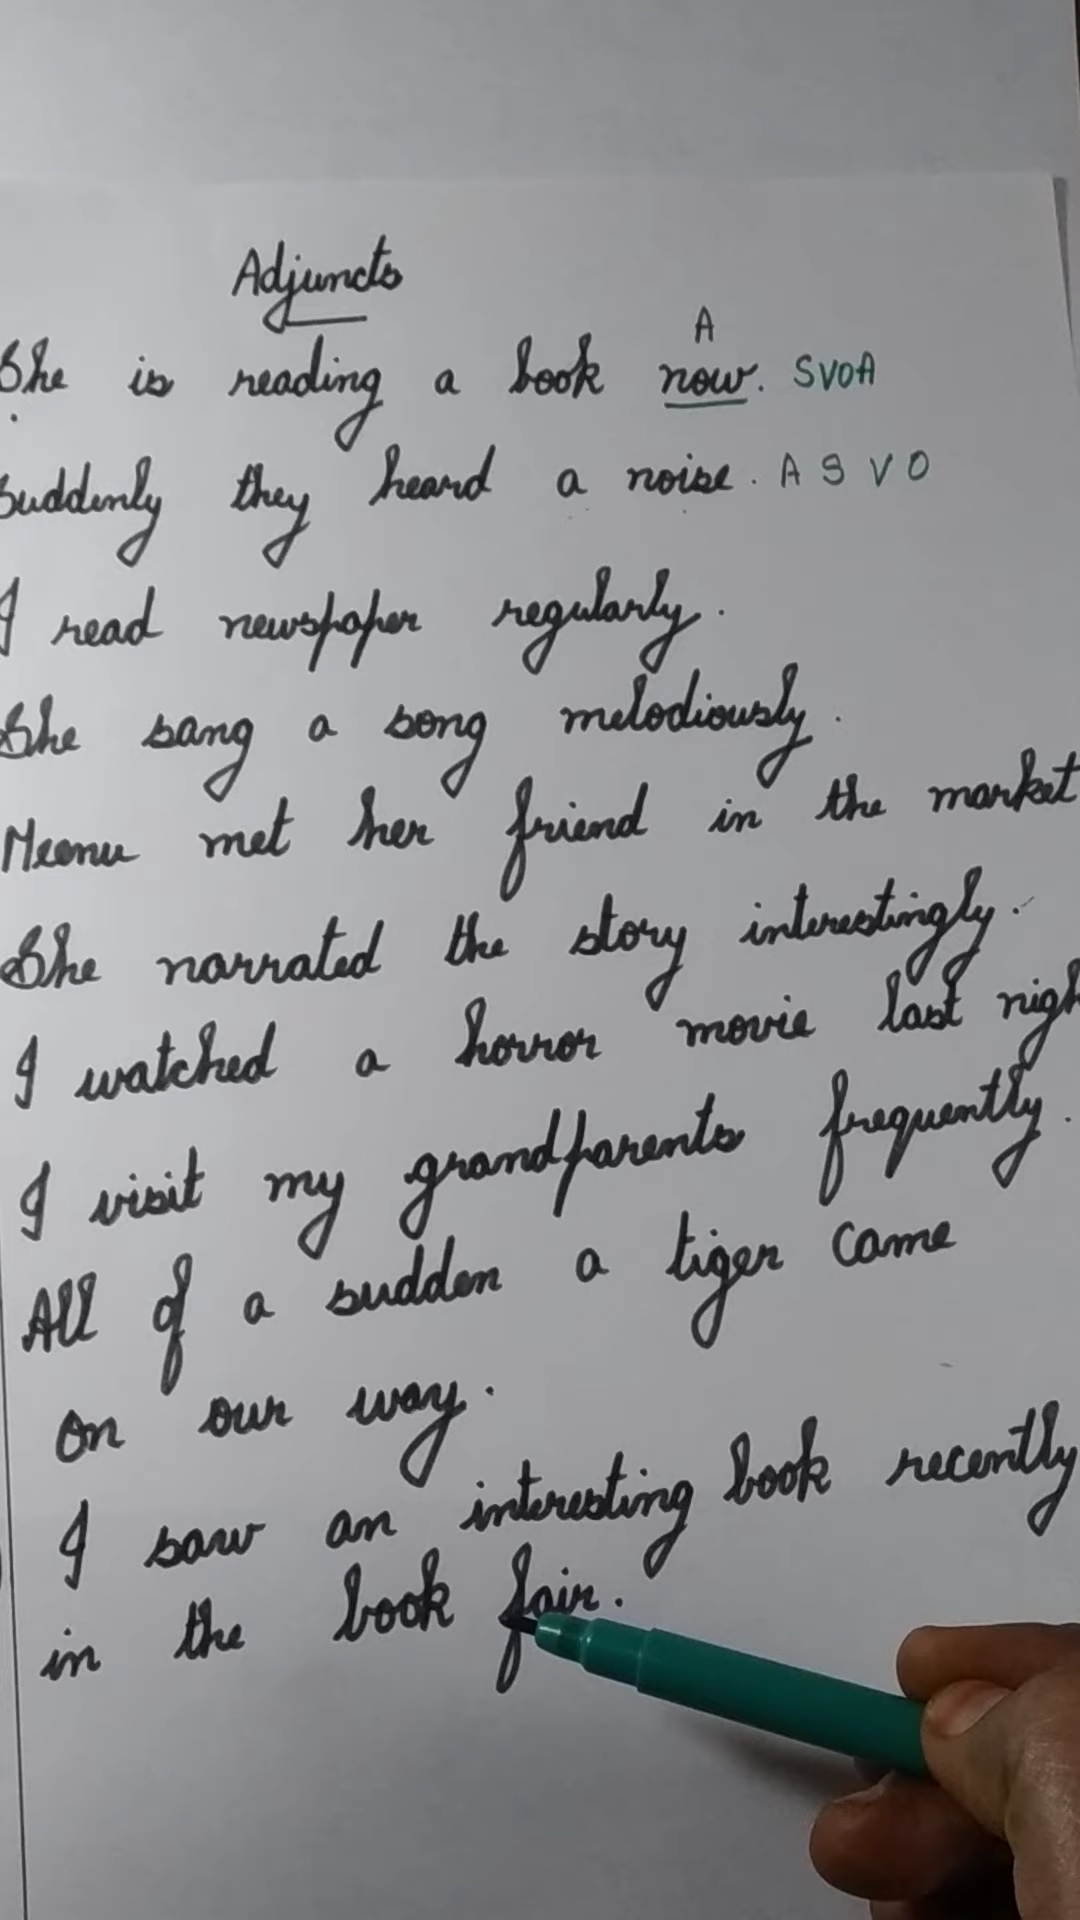 Adjuncts
A
She is reading a book now. SVOA
Suddenly they heard a noise. A S V O
I read newspaper regularly.
She sang a song melodiously.
Meenu met her friend in the market
She narrated the story interestingly.
I watched a horror movie last nigh
I visit my grandparents frequently.
All of a sudden a tiger came
on our way.
I saw an interesting book recently
in the book fair.